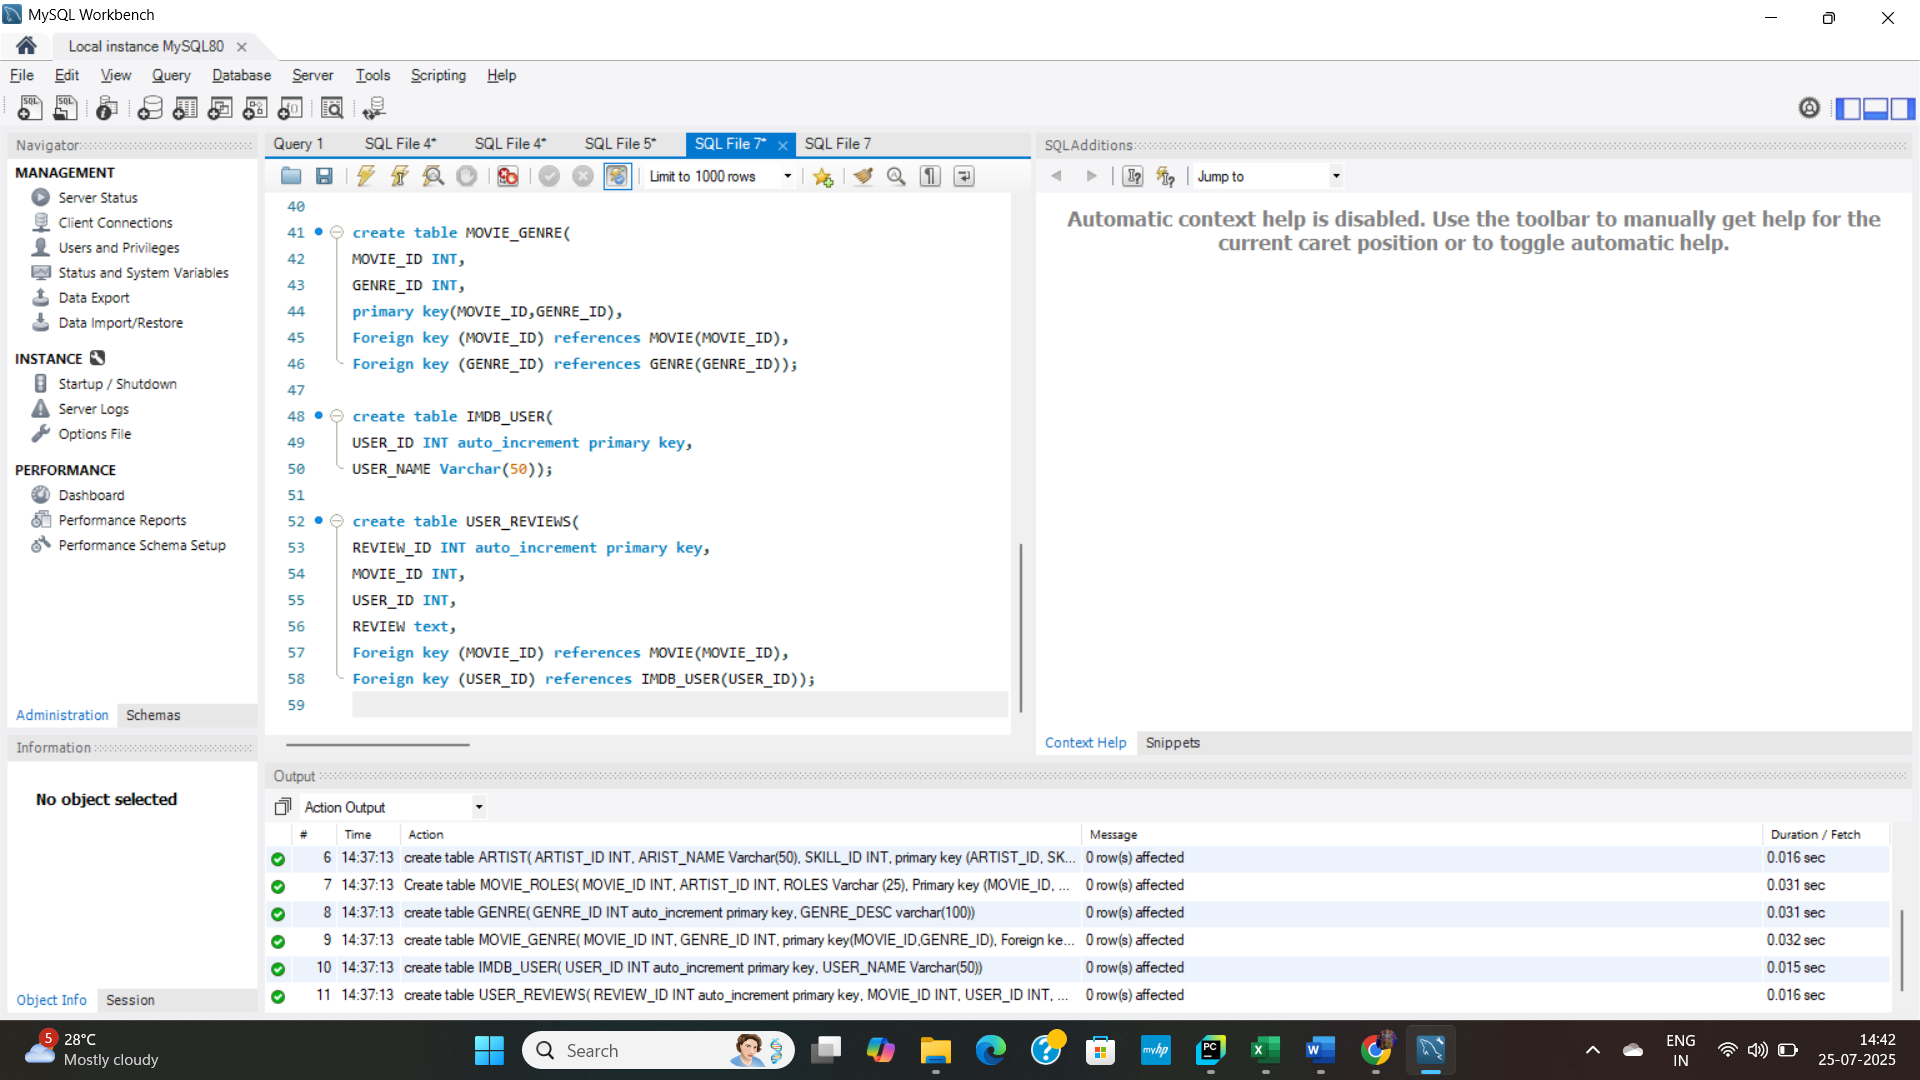 MySQL Workbench
Local instance MySQL80
File Edit View Query Database Server Tools Scripting Help
Navigator
MANAGEMENT
Server Status
Client Connections
Users and Privileges
Status and System Variables
Data Export
Data Import/Restore
INSTANCE
Startup / Shutdown
Server Logs
Options File
PERFORMANCE
Dashboard
Performance Reports
Performance Schema Setup
Administration Schemas
Information
No object selected
Object Info Session
Query 1 SQL File 4* SQL File 4* SQL File 5* SQL File 7* SQL File 7
Limit to 1000 rows
40
41 create table MOVIE_GENRE(
42 MOVIE_ID INT,
43 GENRE_ID INT,
44 primary key(MOVIE_ID,GENRE_ID),
45 Foreign key (MOVIE_ID) references MOVIE(MOVIE_ID),
46 Foreign key (GENRE_ID) references GENRE(GENRE_ID));
47
48 create table IMDB_USER(
49 USER_ID INT auto_increment primary key,
50 USER_NAME Varchar(50));
51
52 create table USER_REVIEWS(
53 REVIEW_ID INT auto_increment primary key,
54 MOVIE_ID INT,
55 USER_ID INT,
56 REVIEW text,
57 Foreign key (MOVIE_ID) references MOVIE(MOVIE_ID),
58 Foreign key (USER_ID) references IMDB_USER(USER_ID));
59
SQLAdditions
Jump to
Automatic context help is disabled. Use the toolbar to manually get help for the
current caret position or to toggle automatic help.
Context Help Snippets
Output
Action Output
# Time Action Message Duration / Fetch
6 14:37:13 create table ARTIST( ARTIST_ID INT, ARIST_NAME Varchar(50), SKILL_ID INT, primary key (ARTIST_ID, SK... 0 row(s) affected 0.016 sec
7 14:37:13 Create table MOVIE_ROLES( MOVIE_ID INT, ARTIST_ID INT, ROLES Varchar (25), Primary key (MOVIE_ID, ... 0 row(s) affected 0.031 sec
8 14:37:13 create table GENRE( GENRE_ID INT auto_increment primary key, GENRE_DESC varchar(100)) 0 row(s) affected 0.031 sec
9 14:37:13 create table MOVIE_GENRE( MOVIE_ID INT, GENRE_ID INT, primary key(MOVIE_ID,GENRE_ID), Foreign ke... 0 row(s) affected 0.032 sec
10 14:37:13 create table IMDB_USER( USER_ID INT auto_increment primary key, USER_NAME Varchar(50)) 0 row(s) affected 0.015 sec
11 14:37:13 create table USER_REVIEWS( REVIEW_ID INT auto_increment primary key, MOVIE_ID INT, USER_ID INT, ... 0 row(s) affected 0.016 sec
5
28°C
Mostly cloudy
Search
ENG
IN
14:42
25-07-2025